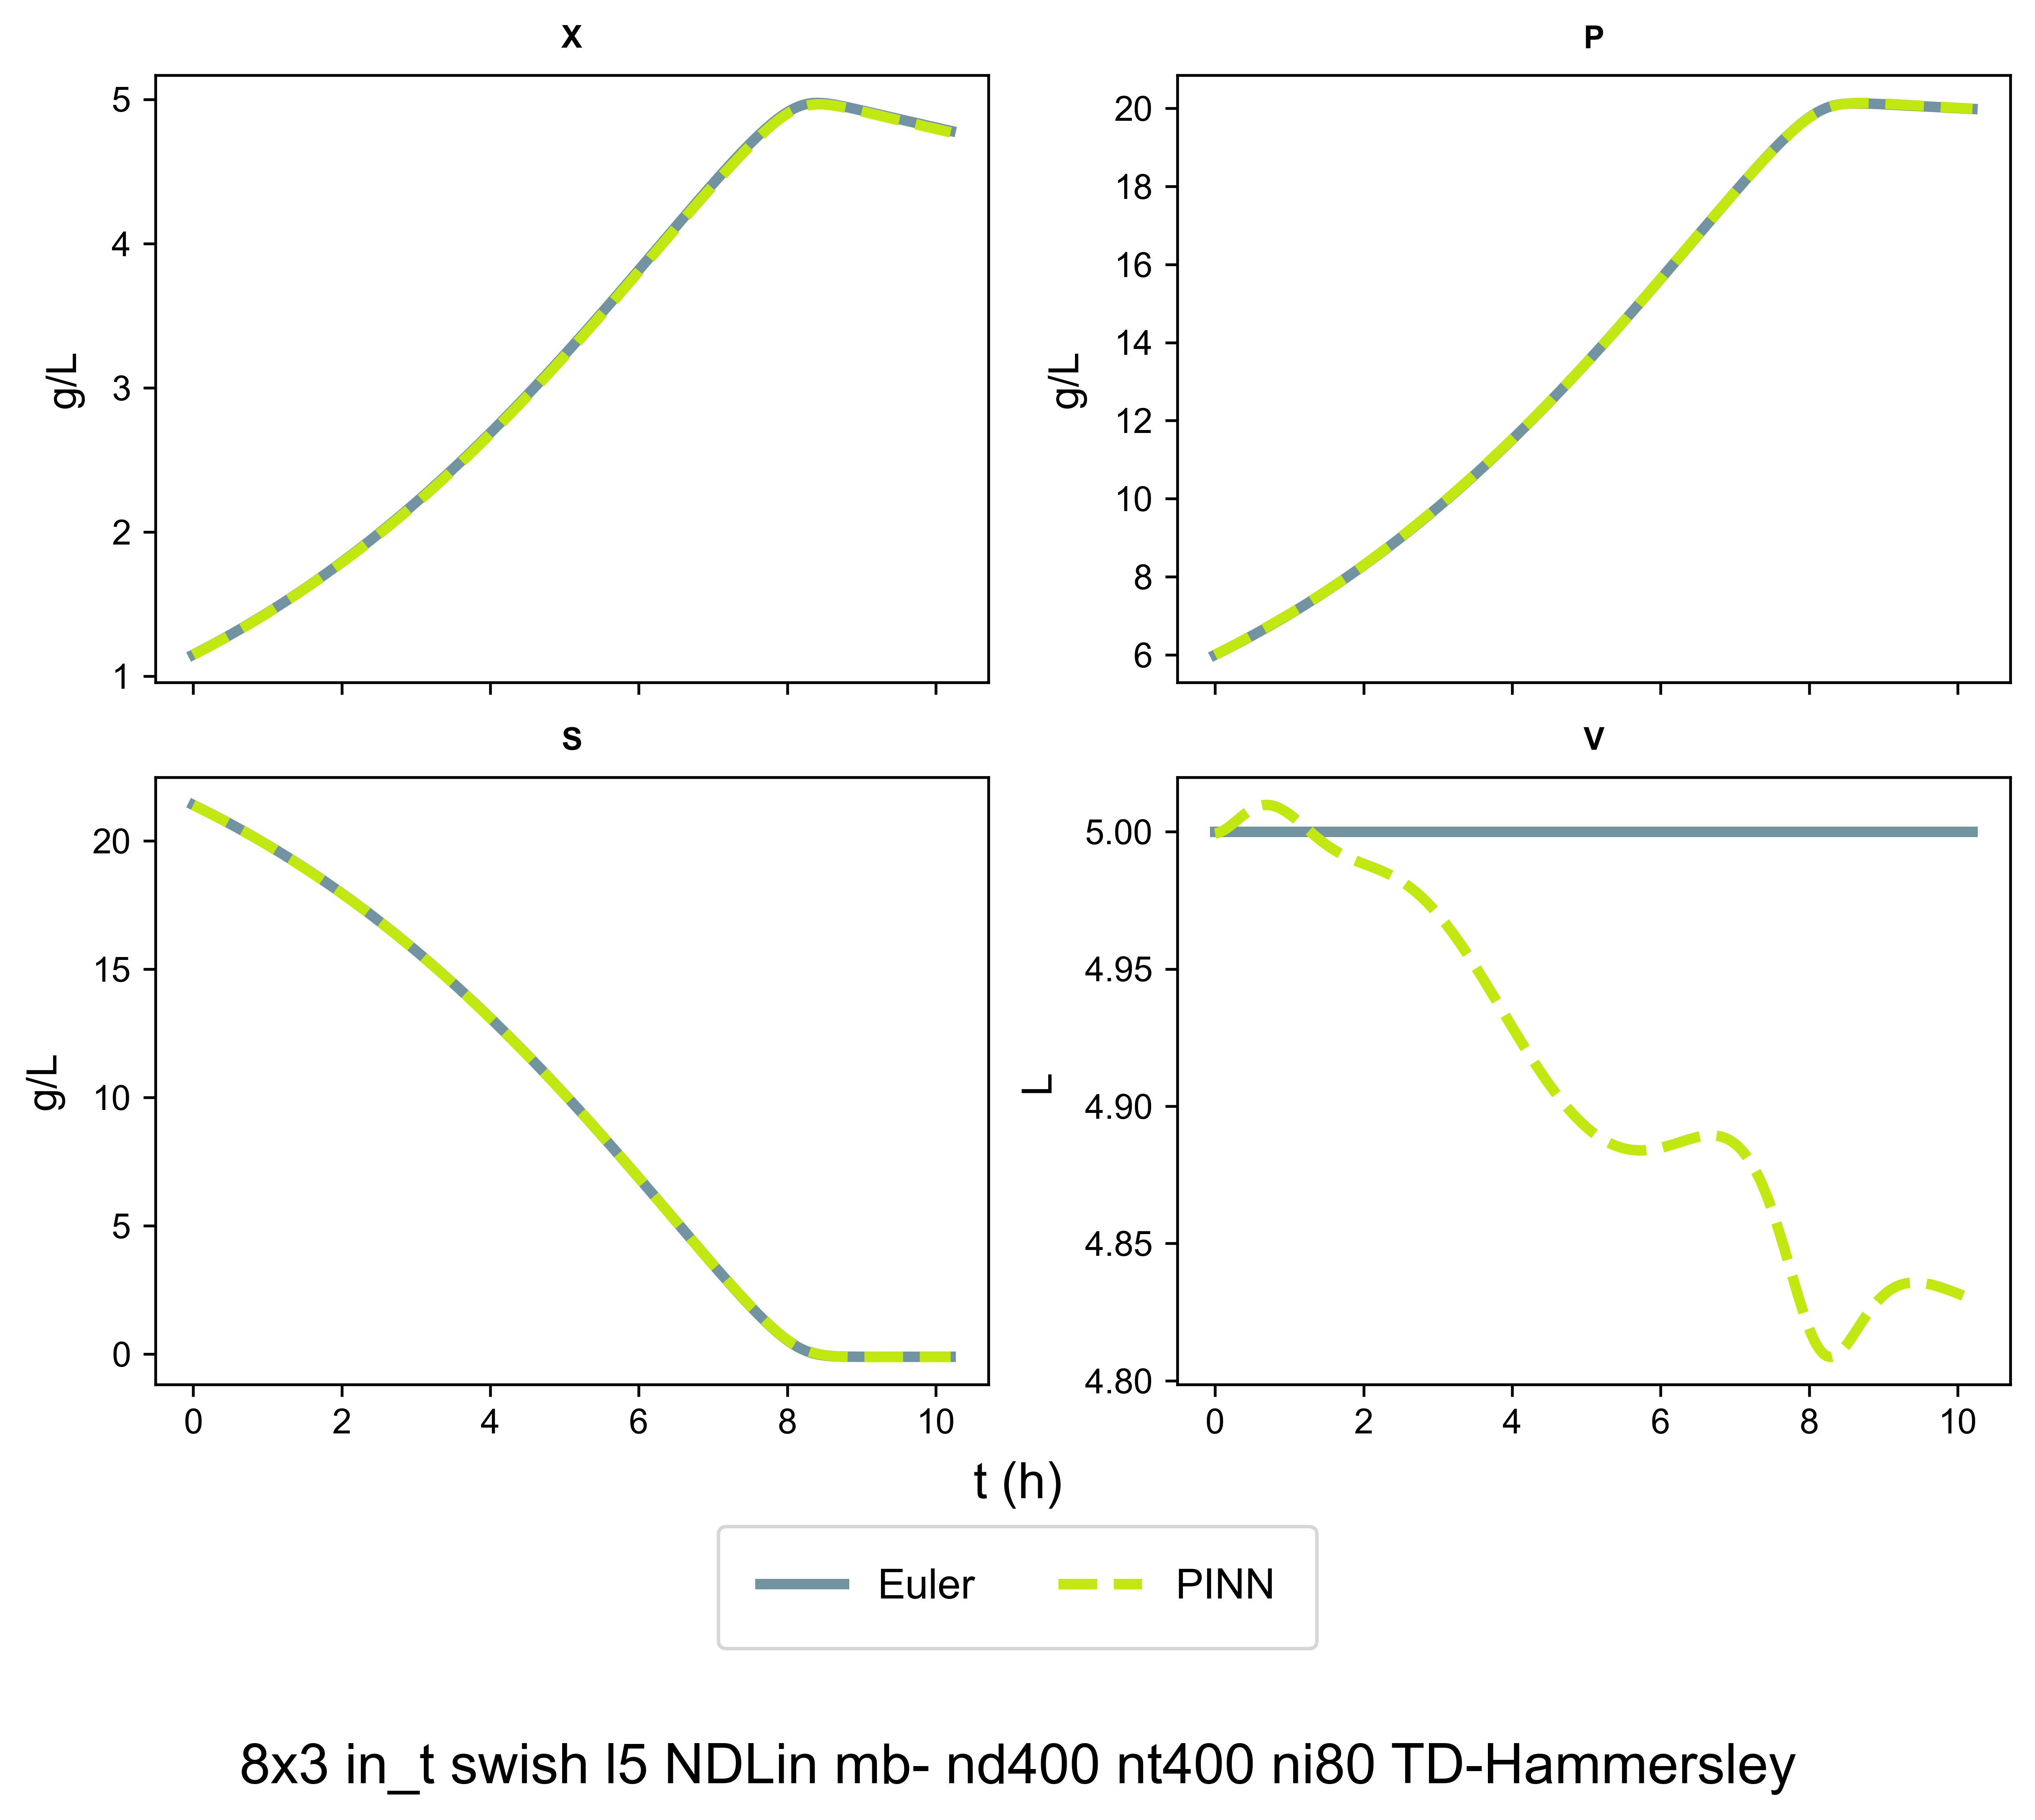 X
P
5
4
3
2
1
g/L
20
18
16
14
12
10
8
6
g/L
S
V
20
15
10
5
0
g/L
0 2 4 6 8 10
5.00
4.95
4.90
4.85
4.80
L
0 2 4 6 8 10
t (h)
Euler PINN
8x3 in_t swish l5 NDLin mb- nd400 nt400 ni80 TD-Hammersley